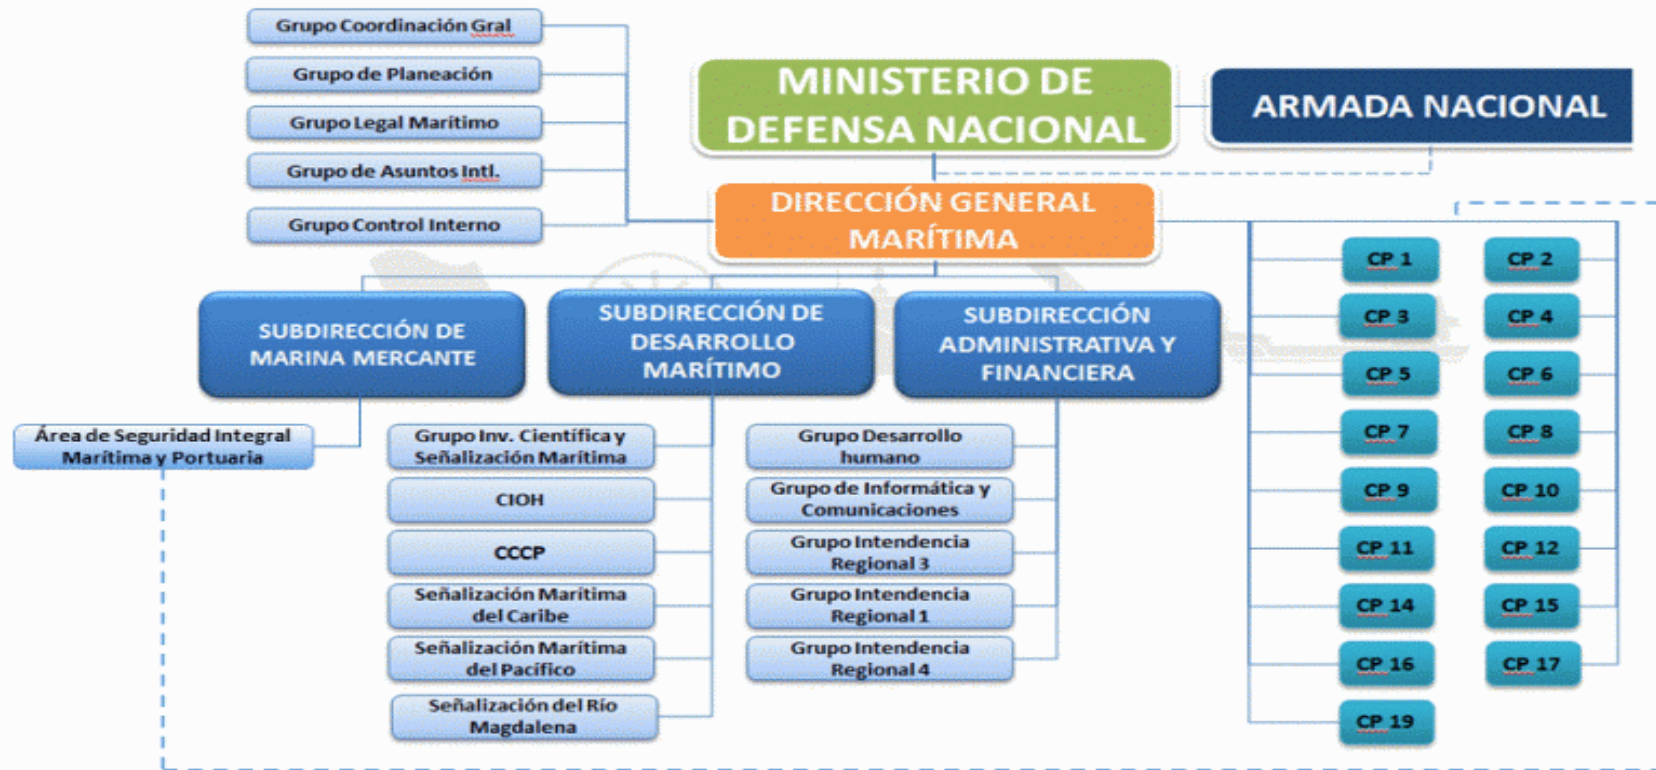 Grupo Coordinación Gral
Grupo de Planeación
Grupo Legal Marítimo
Grupo de Asuntos Intl.
Grupo Control Interno
MINISTERIO DE
DEFENSA NACIONAL
ARMADA NACIONAL
DIRECCIÓN GENERAL
MARÍTIMA
SUBDIRECCIÓN DE
MARINA MERCANTE
SUBDIRECCIÓN DE
DESARROLLO
MARÍTIMO
SUBDIRECCIÓN
ADMINISTRATIVA Y
FINANCIERA
Área de Seguridad Integral
Marítima y Portuaria
Grupo Inv. Científica y
Señalización Marítima
CIOH
CCCP
Señalización Marítima
del Caribe
Señalización Marítima
del Pacífico
Señalización del Río
Magdalena
Grupo Desarrollo
humano
Grupo de Informática y
Comunicaciones
Grupo Intendencia
Regional 3
Grupo Intendencia
Regional 1
Grupo Intendencia
Regional 4
CP 1
CP 2
CP 3
CP 4
CP 5
CP 6
CP 7
CP 8
CP 9
CP 10
CP 11
CP 12
CP 14
CP 15
CP 16
CP 17
CP 19